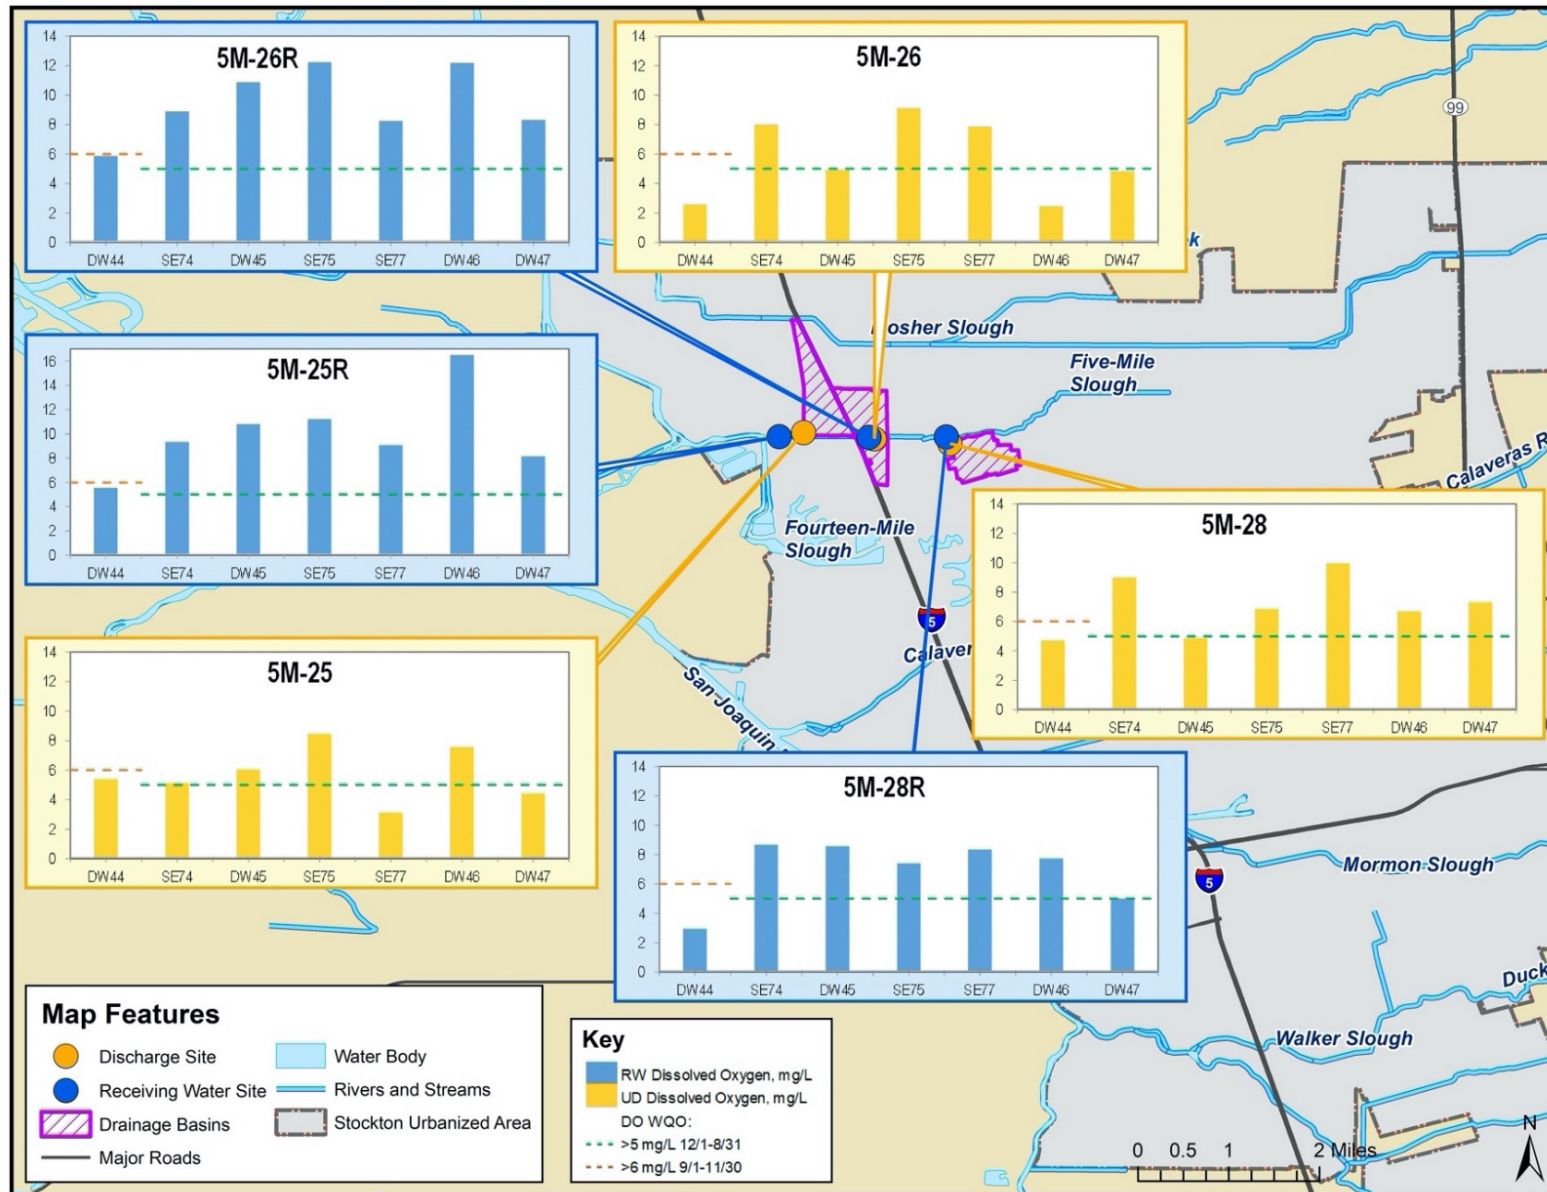 5M-26R
14
12
10
8
6
4
2
0
DW44 SE74 DW45 SE75 SE77 DW46 DW47
5M-26
14
12
10
8
6
4
2
0
DW44 SE74 DW45 SE75 SE77 DW46 DW47
99
Mosher Slough
Five-Mile
Slough
5M-25R
16
14
12
10
8
6
4
2
0
DW44 SE74 DW45 SE75 SE77 DW46 DW47
Fourteen-Mile
Slough
5
Calaver
Calaveras R
San Joaquin
5M-28
14
12
10
8
6
4
2
0
DW44 SE74 DW45 SE75 SE77 DW46 DW47
5M-25
14
12
10
8
6
4
2
0
DW44 SE74 DW45 SE75 SE77 DW46 DW47
5M-28R
14
12
10
8
6
4
2
0
DW44 SE74 DW45 SE75 SE77 DW46 DW47
Mormon Slough
5
Duck
Walker Slough
Map Features
Discharge Site
Receiving Water Site
Drainage Basins
Major Roads
Water Body
Rivers and Streams
Stockton Urbanized Area
Key
RW Dissolved Oxygen, mg/L
UD Dissolved Oxygen, mg/L
DO WQO:
>5 mg/L 12/1-8/31
>6 mg/L 9/1-11/30
0 0.5 1 2 Miles
N